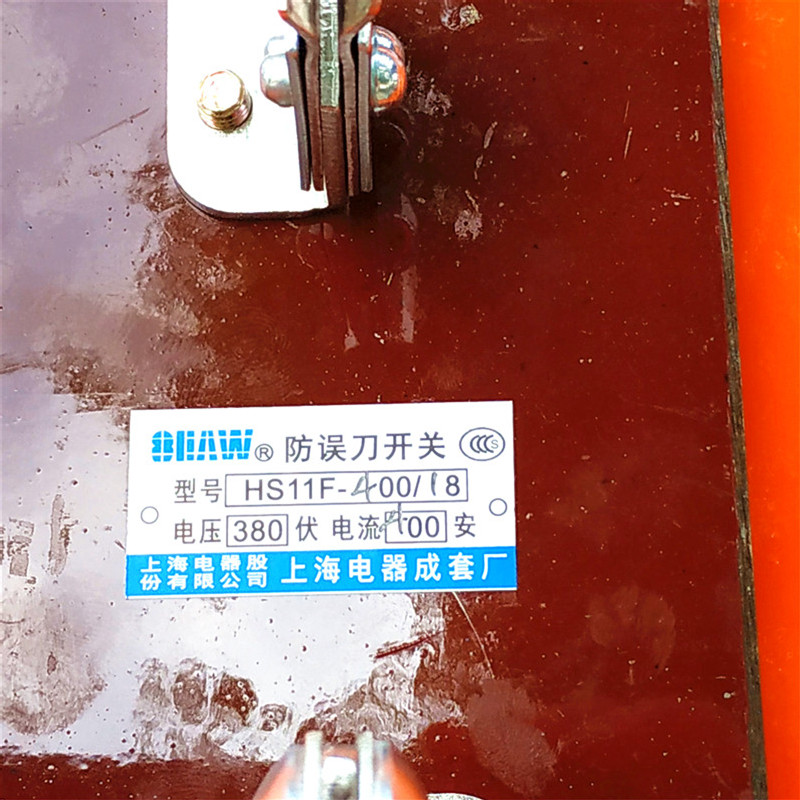 ® 防误刀开关 CCCS
型号 HS11F-400/18
电压 380 伏 电流 400 安
上海电器股份有限公司 上海电器成套厂